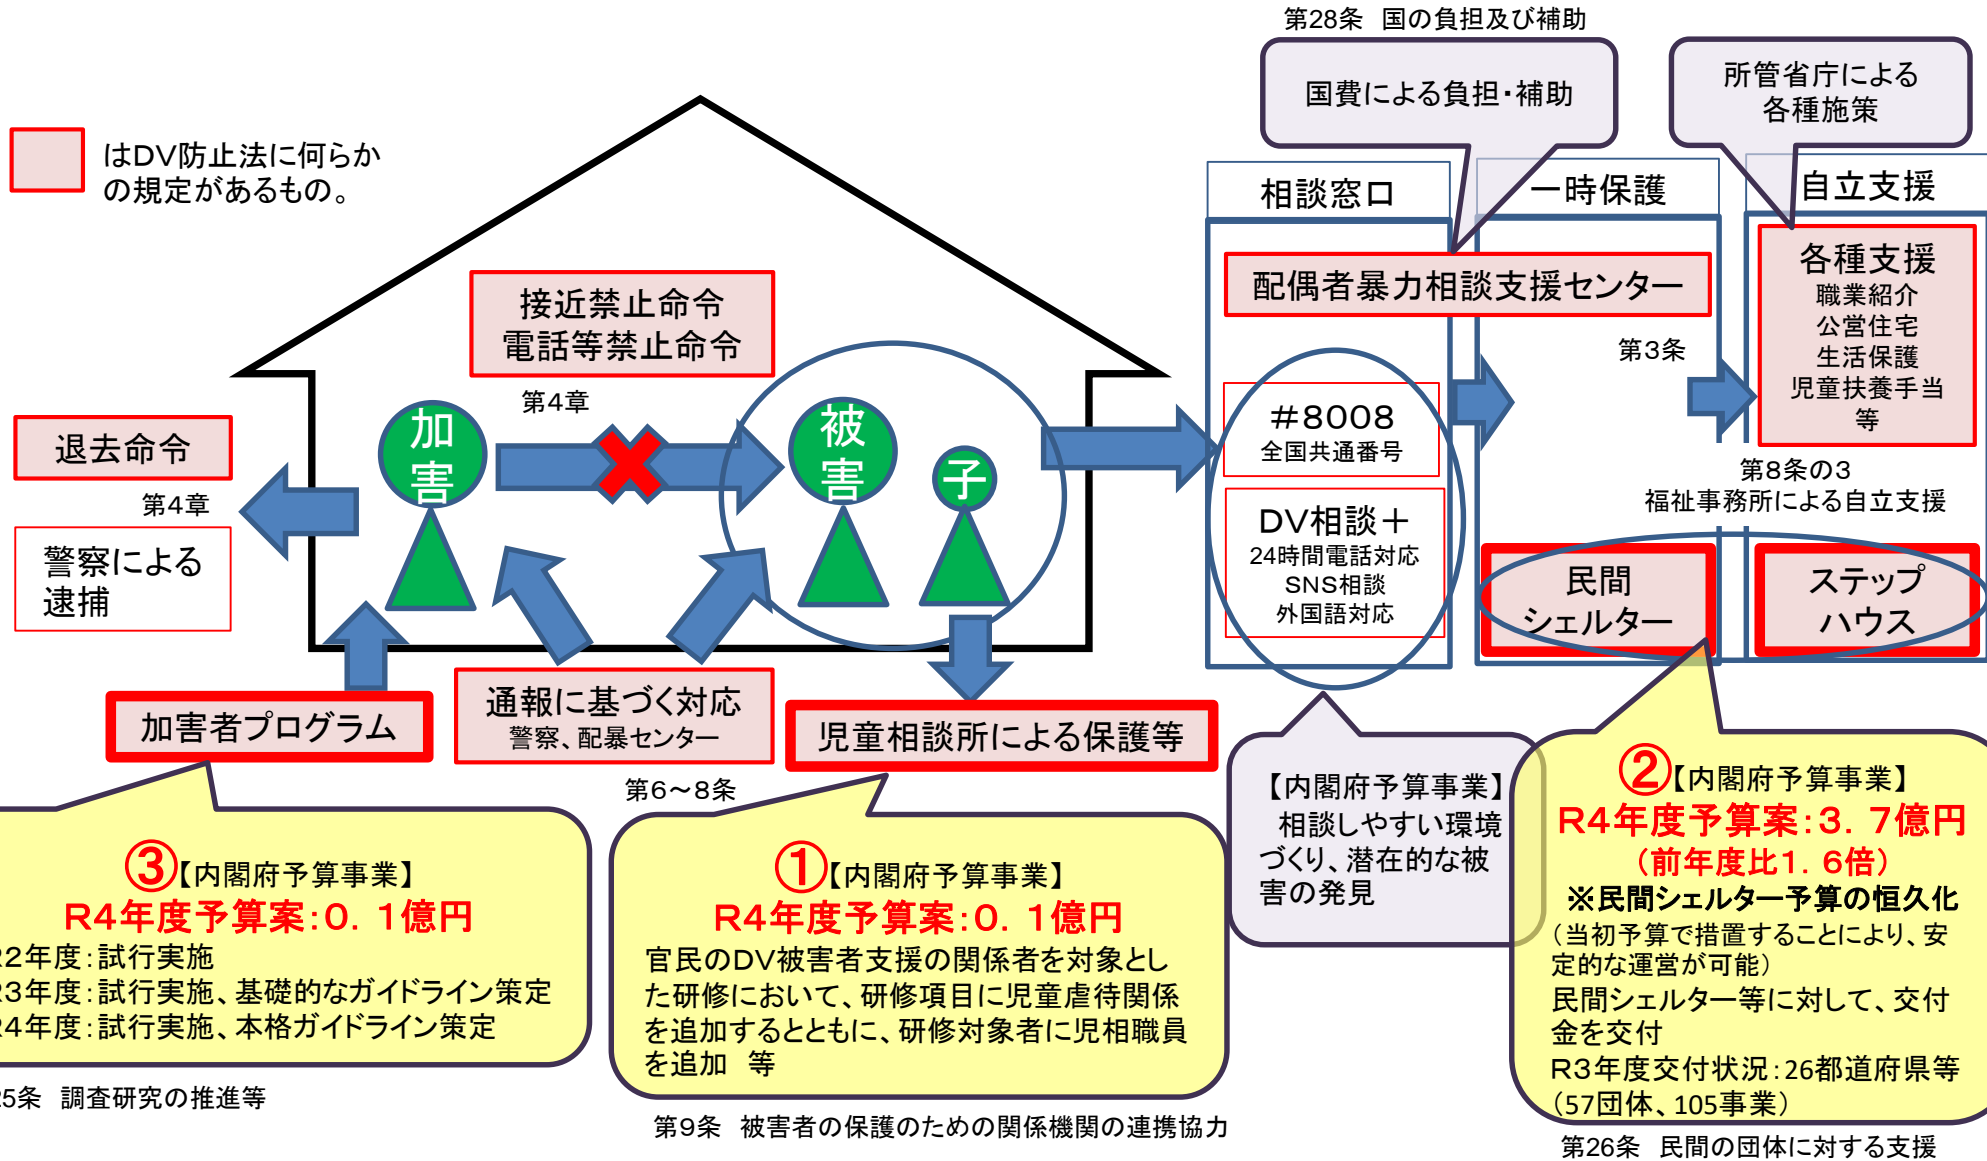 第28条 国の負担及び補助
国費による負担・補助
所管省庁による
各種施策
はDV防止法に何らか
の規定があるもの。
相談窓口
一時保護
自立支援
配偶者暴力相談支援センター
各種支援
職業紹介
公営住宅
生活保護
児童扶養手当
等
第3条
接近禁止命令
電話等禁止命令
第4章
加
害
被
害
子
退去命令
第4章
警察による
逮捕
#8008
全国共通番号
DV相談+
24時間電話対応
SNS相談
外国語対応
第8条の3
福祉事務所による自立支援
民間
シェルター
ステップ
ハウス
加害者プログラム
通報に基づく対応
警察、配暴センター
第6～8条
児童相談所による保護等
③【内閣府予算事業】
R4年度予算案:0.1億円
2年度:試行実施
3年度:試行実施、基礎的なガイドライン策定
4年度:試行実施、本格ガイドライン策定
5条 調査研究の推進等
①【内閣府予算事業】
R4年度予算案:0.1億円
官民のDV被害者支援の関係者を対象とし
た研修において、研修項目に児童虐待関係
を追加するとともに、研修対象者に児相職員
を追加 等
第9条 被害者の保護のための関係機関の連携協力
【内閣府予算事業】
相談しやすい環境
づくり、潜在的な被
害の発見
②【内閣府予算事業】
R4年度予算案:3.7億円
(前年度比1.6倍)
※民間シェルター予算の恒久化
(当初予算で措置することにより、安
定的な運営が可能)
民間シェルター等に対して、交付
金を交付
R3年度交付状況:26都道府県等
(57団体、105事業)
第26条 民間の団体に対する支援